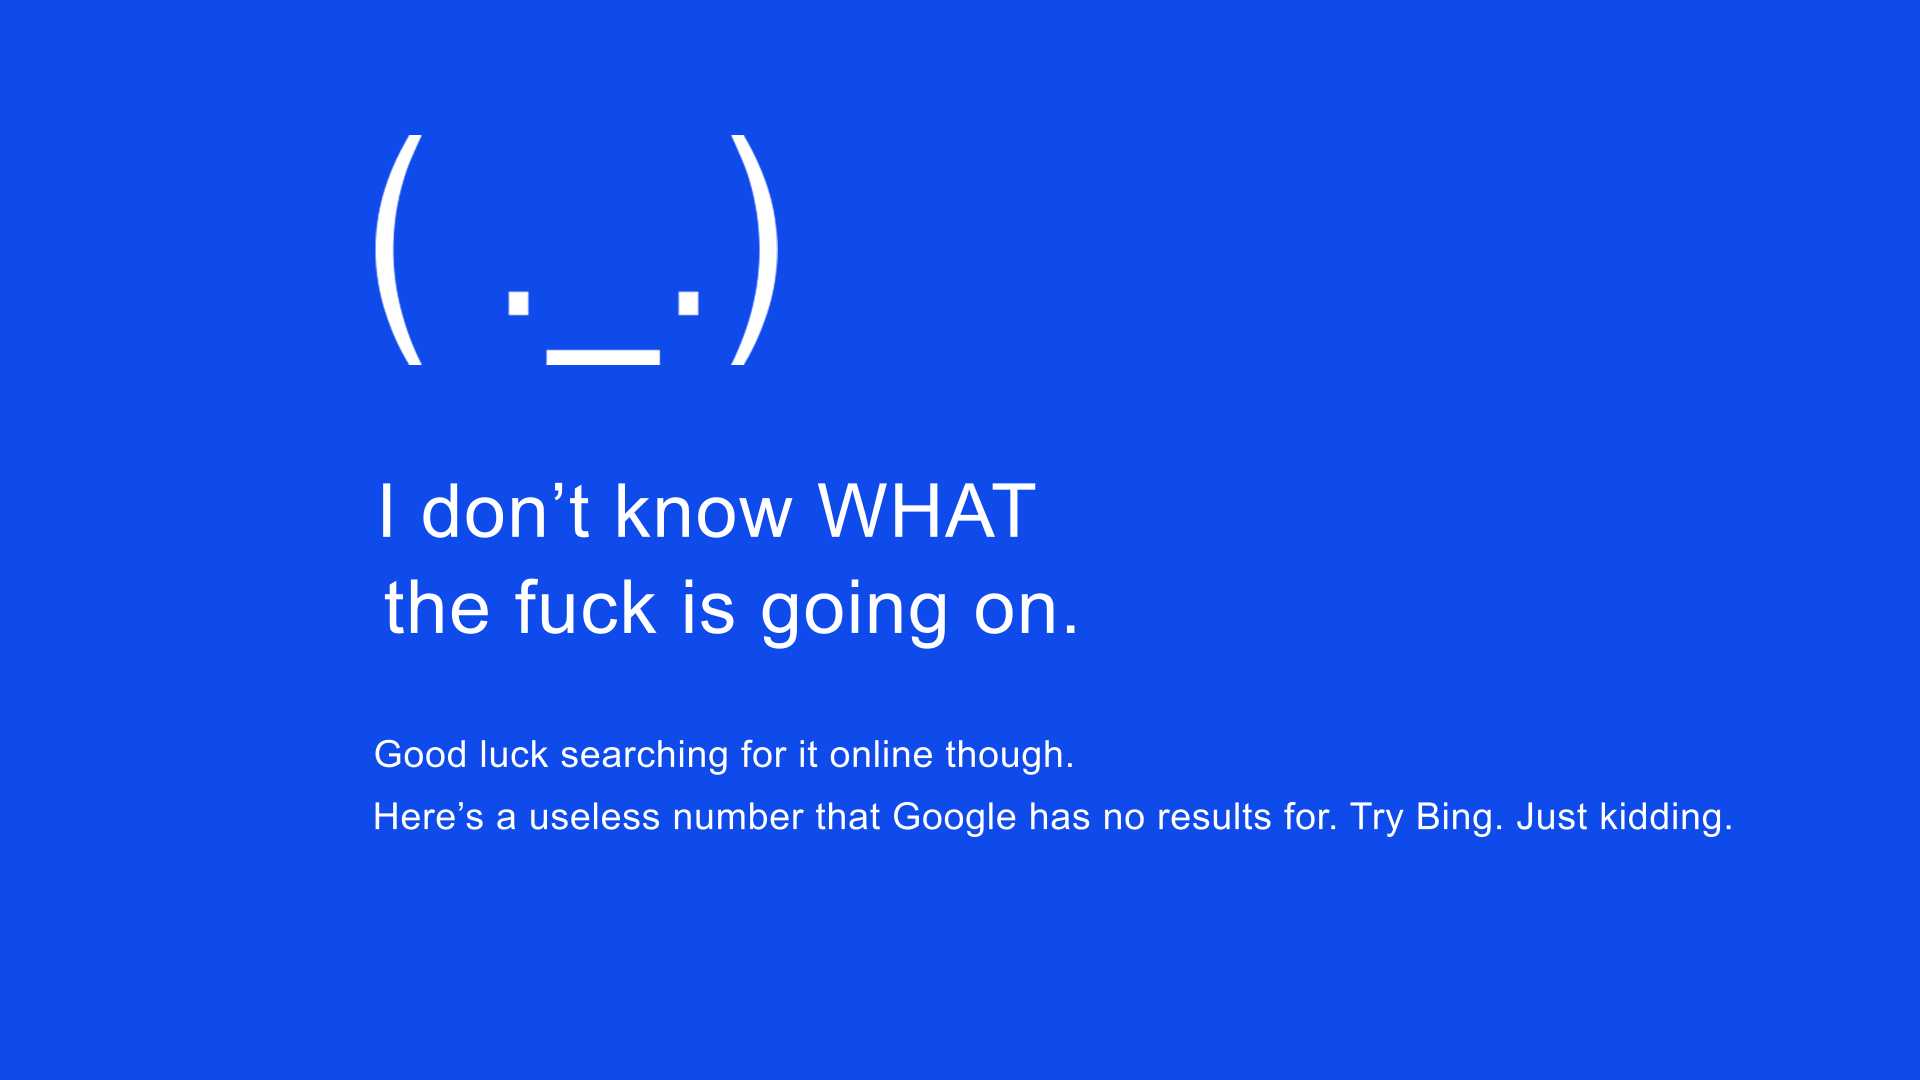 ( ._.)
I don’t know WHAT
the fuck is going on.
Good luck searching for it online though.
Here’s a useless number that Google has no results for. Try Bing. Just kidding.